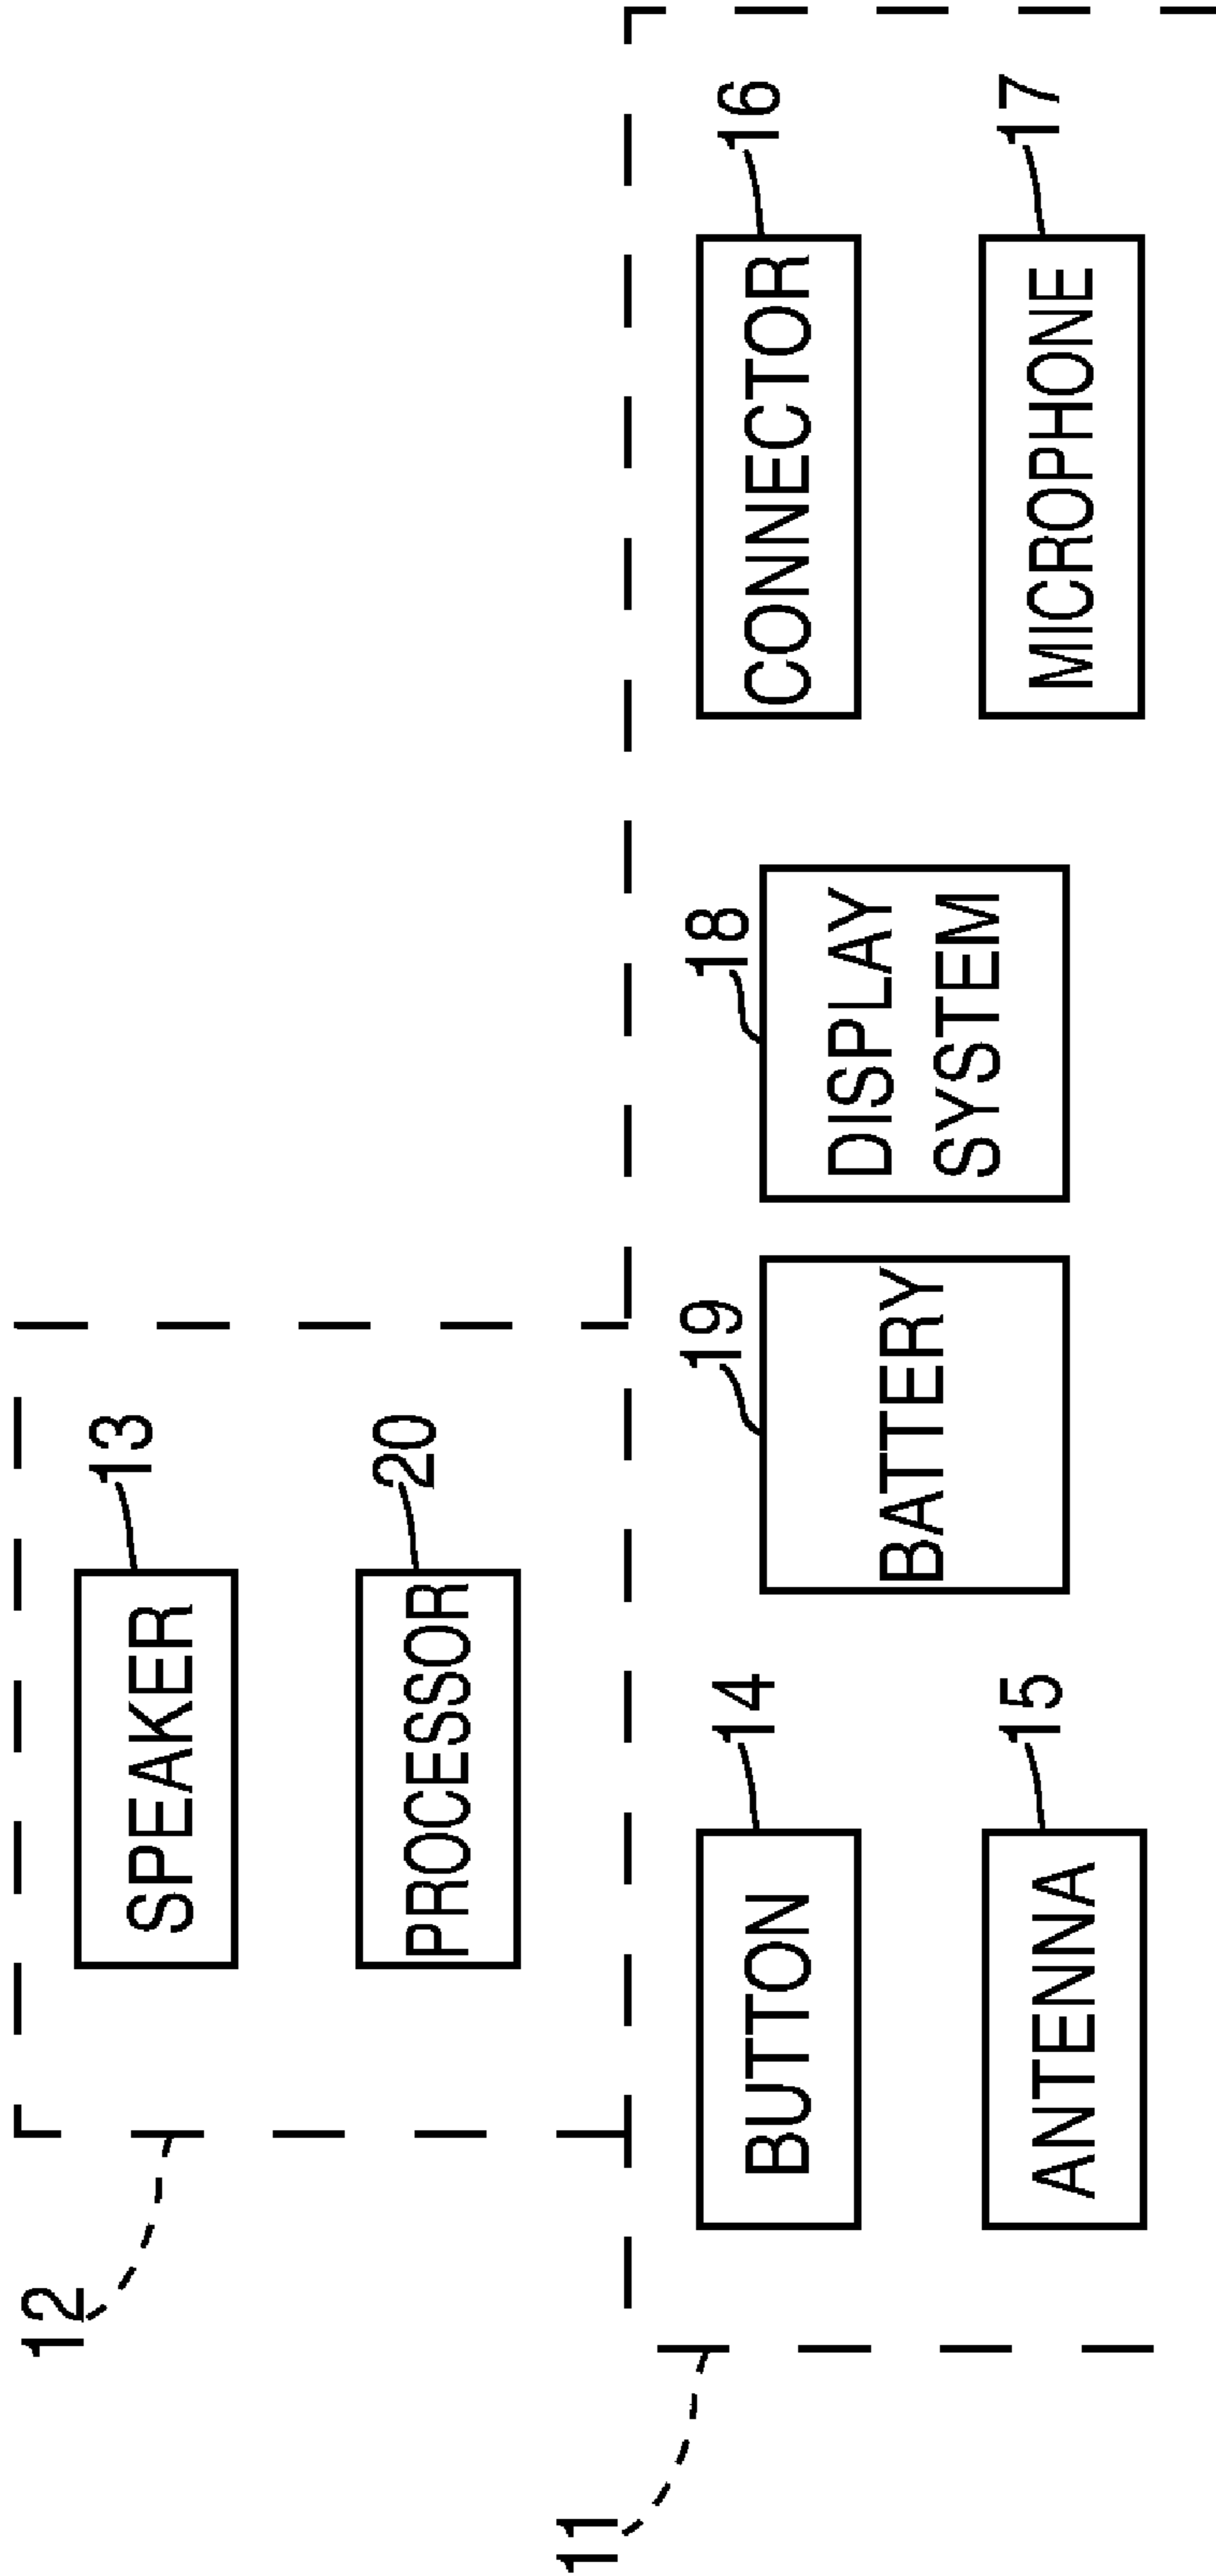 12
SPEAKER
13
PROCESSOR
20
11
BUTTON
14
19
BATTERY
18
DISPLAY
SYSTEM
CONNECTOR
16
ANTENNA
15
MICROPHONE
17